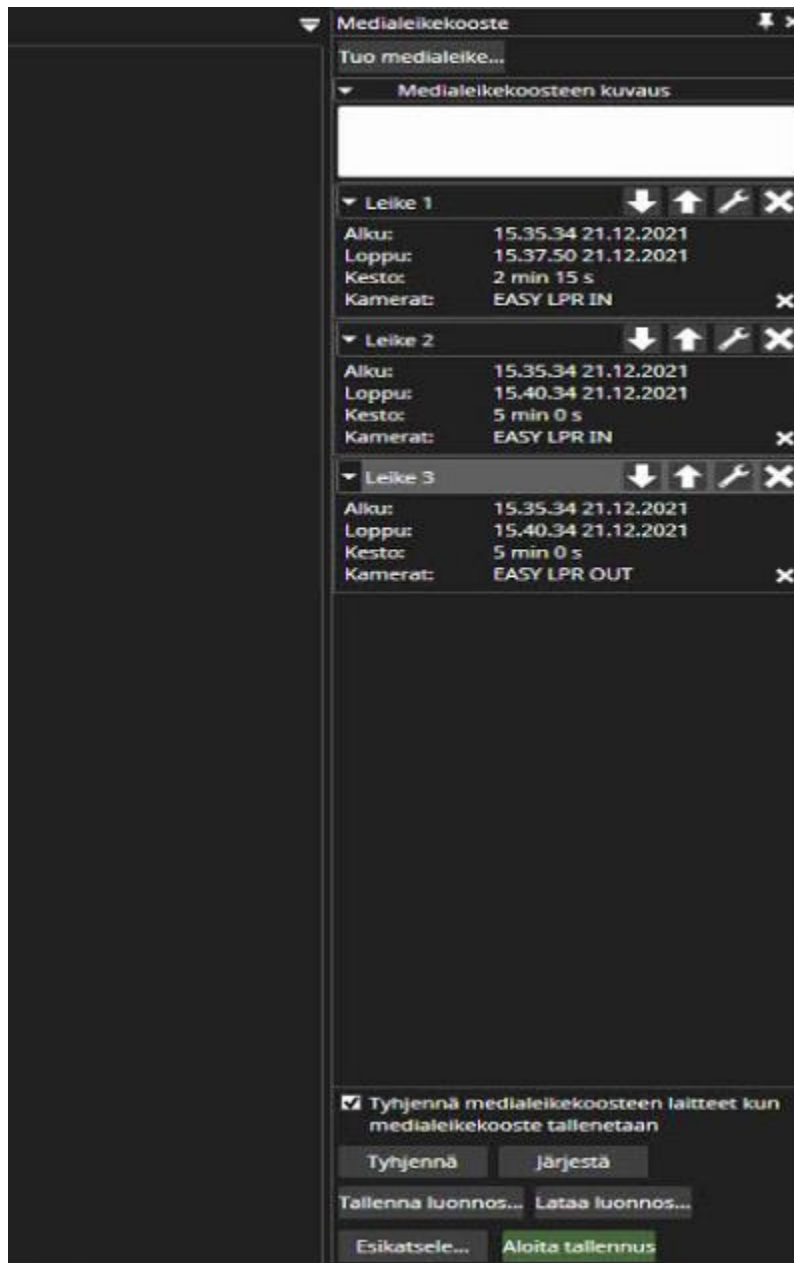 Medialeikekooste
Tuo medialeike...
Medialeikekoosteen kuvaus
Leike 1
Alku: 15.35.34 21.12.2021
Loppu: 15.37.50 21.12.2021
Kesto: 2 min 15 s
Kamerat: EASY LPR IN
Leike 2
Alku: 15.35.34 21.12.2021
Loppu: 15.40.34 21.12.2021
Kesto: 5 min 0 s
Kamerat: EASY LPR IN
Leike 3
Alku: 15.35.34 21.12.2021
Loppu: 15.40.34 21.12.2021
Kesto: 5 min 0 s
Kamerat: EASY LPR OUT
Tyhjennä medialeikekoosteen laitteet kun
medialeikekooste tallenetaan
Tyhjennä Järjestä
Tallenna luonnos... Lataa luonnos...
Esikatsele... Aloita tallennus